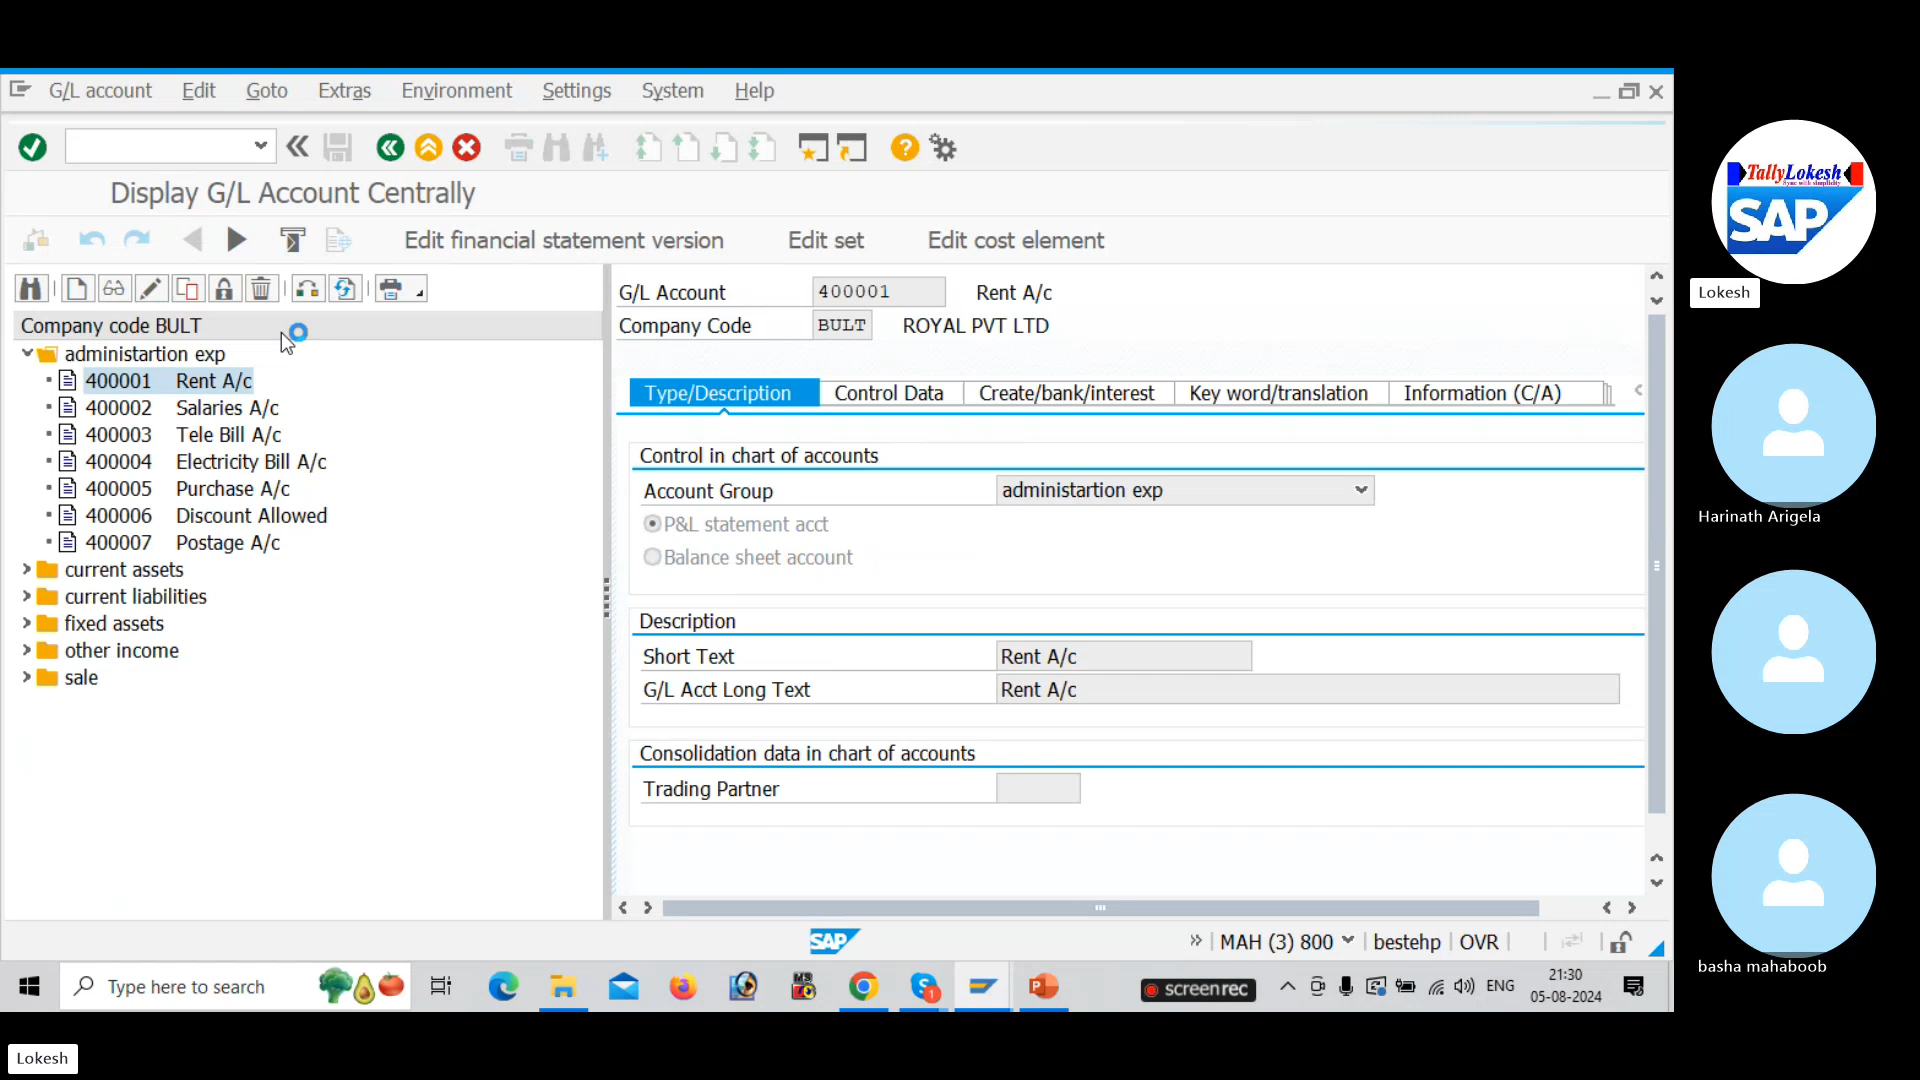 G/L account Edit Goto Extras Environment Settings System Help
Display G/L Account Centrally
Edit financial statement version Edit set Edit cost element
Company code BULT
administartion exp
400001 Rent A/c
400002 Salaries A/c
400003 Tele Bill A/c
400004 Electricity Bill A/c
400005 Purchase A/c
400006 Discount Allowed
400007 Postage A/c
current assets
current liabilities
fixed assets
other income
sale
G/L Account 400001 Rent A/c
Company Code BULT ROYAL PVT LTD
Type/Description Control Data Create/bank/interest Key word/translation Information (C/A)
Control in chart of accounts
Account Group administartion exp
P&L statement acct
Balance sheet account
Description
Short Text Rent A/c
G/L Acct Long Text Rent A/c
Consolidation data in chart of accounts
Trading Partner
SAP MAH (3) 800 bestehp OVR
Type here to search
screenrec
ENG
21:30
05-08-2024
TallyLokesh
Sync with simplicity
SAP
Lokesh
Harinath Arigela
basha mahaboob
Lokesh